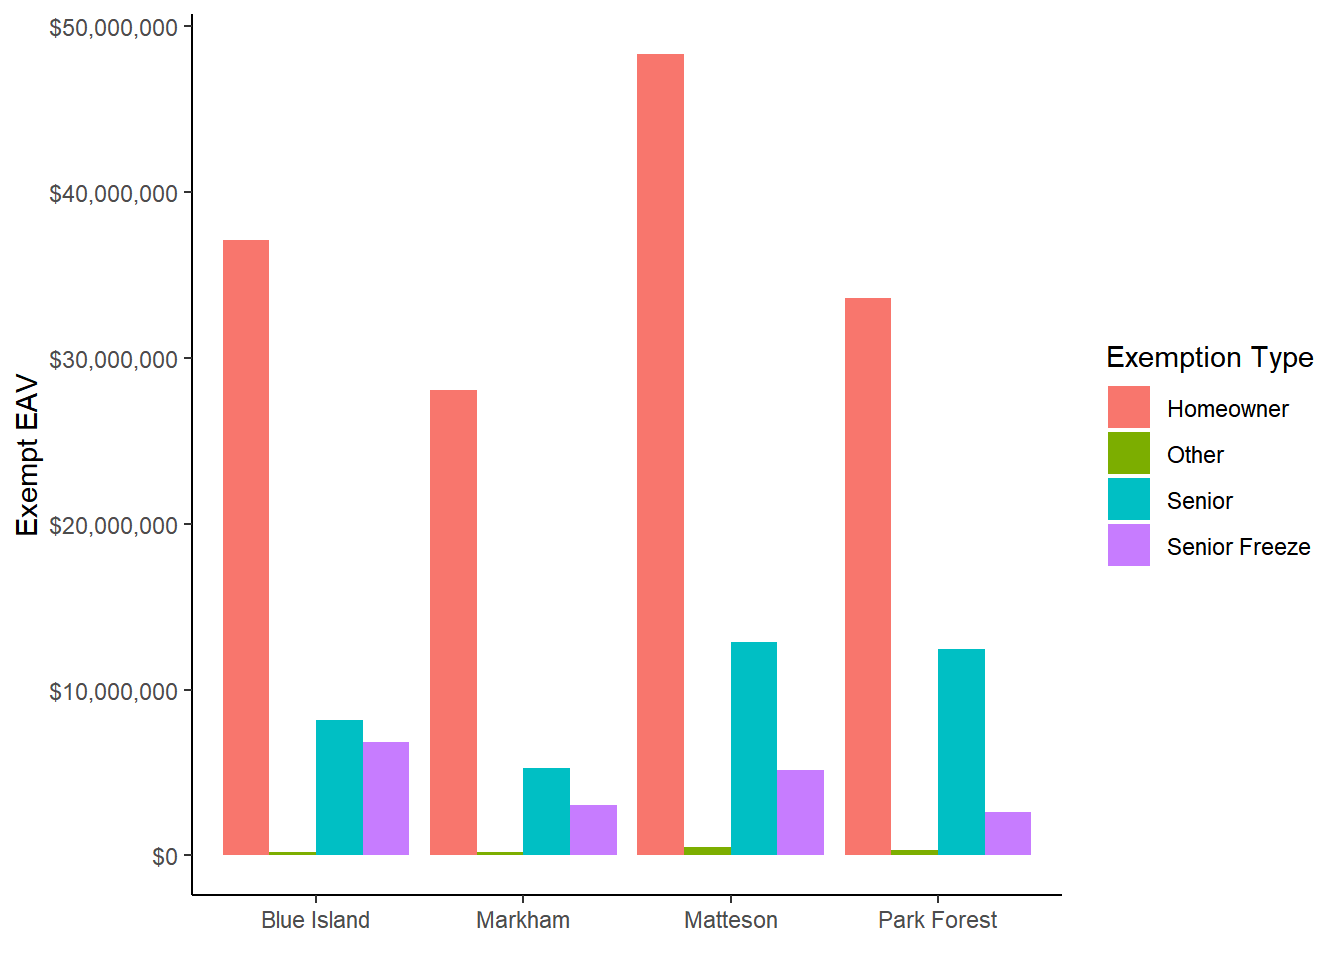 $50,000,000
$40,000,000
$30,000,000
$20,000,000
$10,000,000
$0
Exempt EAV
Blue Island
Markham
Matteson
Park Forest
Exemption Type
Homeowner
Other
Senior
Senior Freeze